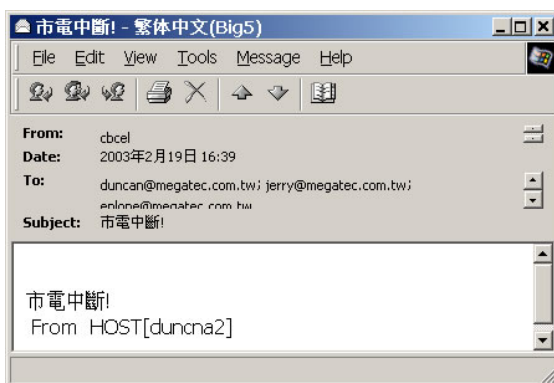 市電中斷! - 繁体中文(Big5)
File Edit View Tools Message Help
From: cbcel
Date: 2003年2月19日 16:39
To: duncan@megatec.com.tw; jerry@megatec.com.tw;
Subject: 市電中斷!
市電中斷!
From HOST[duncna2]